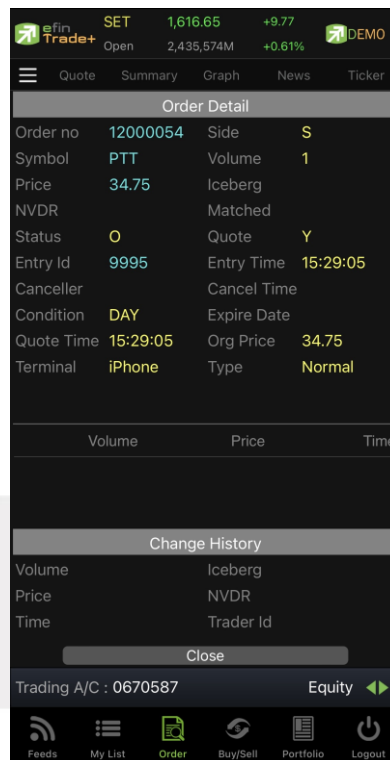 efin Trade+ SET 1,616.65 +9.77 DEMO
Open 2,435,574M +0.61%
Quote Summary Graph News Ticker
Order Detail
Order no 12000054 Side S
Symbol PTT Volume 1
Price 34.75 Iceberg
NVDR Matched
Status O Quote Y
Entry Id 9995 Entry Time 15:29:05
Canceller Cancel Time
Condition DAY Expire Date
Quote Time 15:29:05 Org Price 34.75
Terminal iPhone Type Normal
Volume Price Time
Change History
Volume Iceberg
Price NVDR
Time Trader Id
Close
Trading A/C : 0670587 Equity
Feeds My List Order Buy/Sell Portfolio Logout